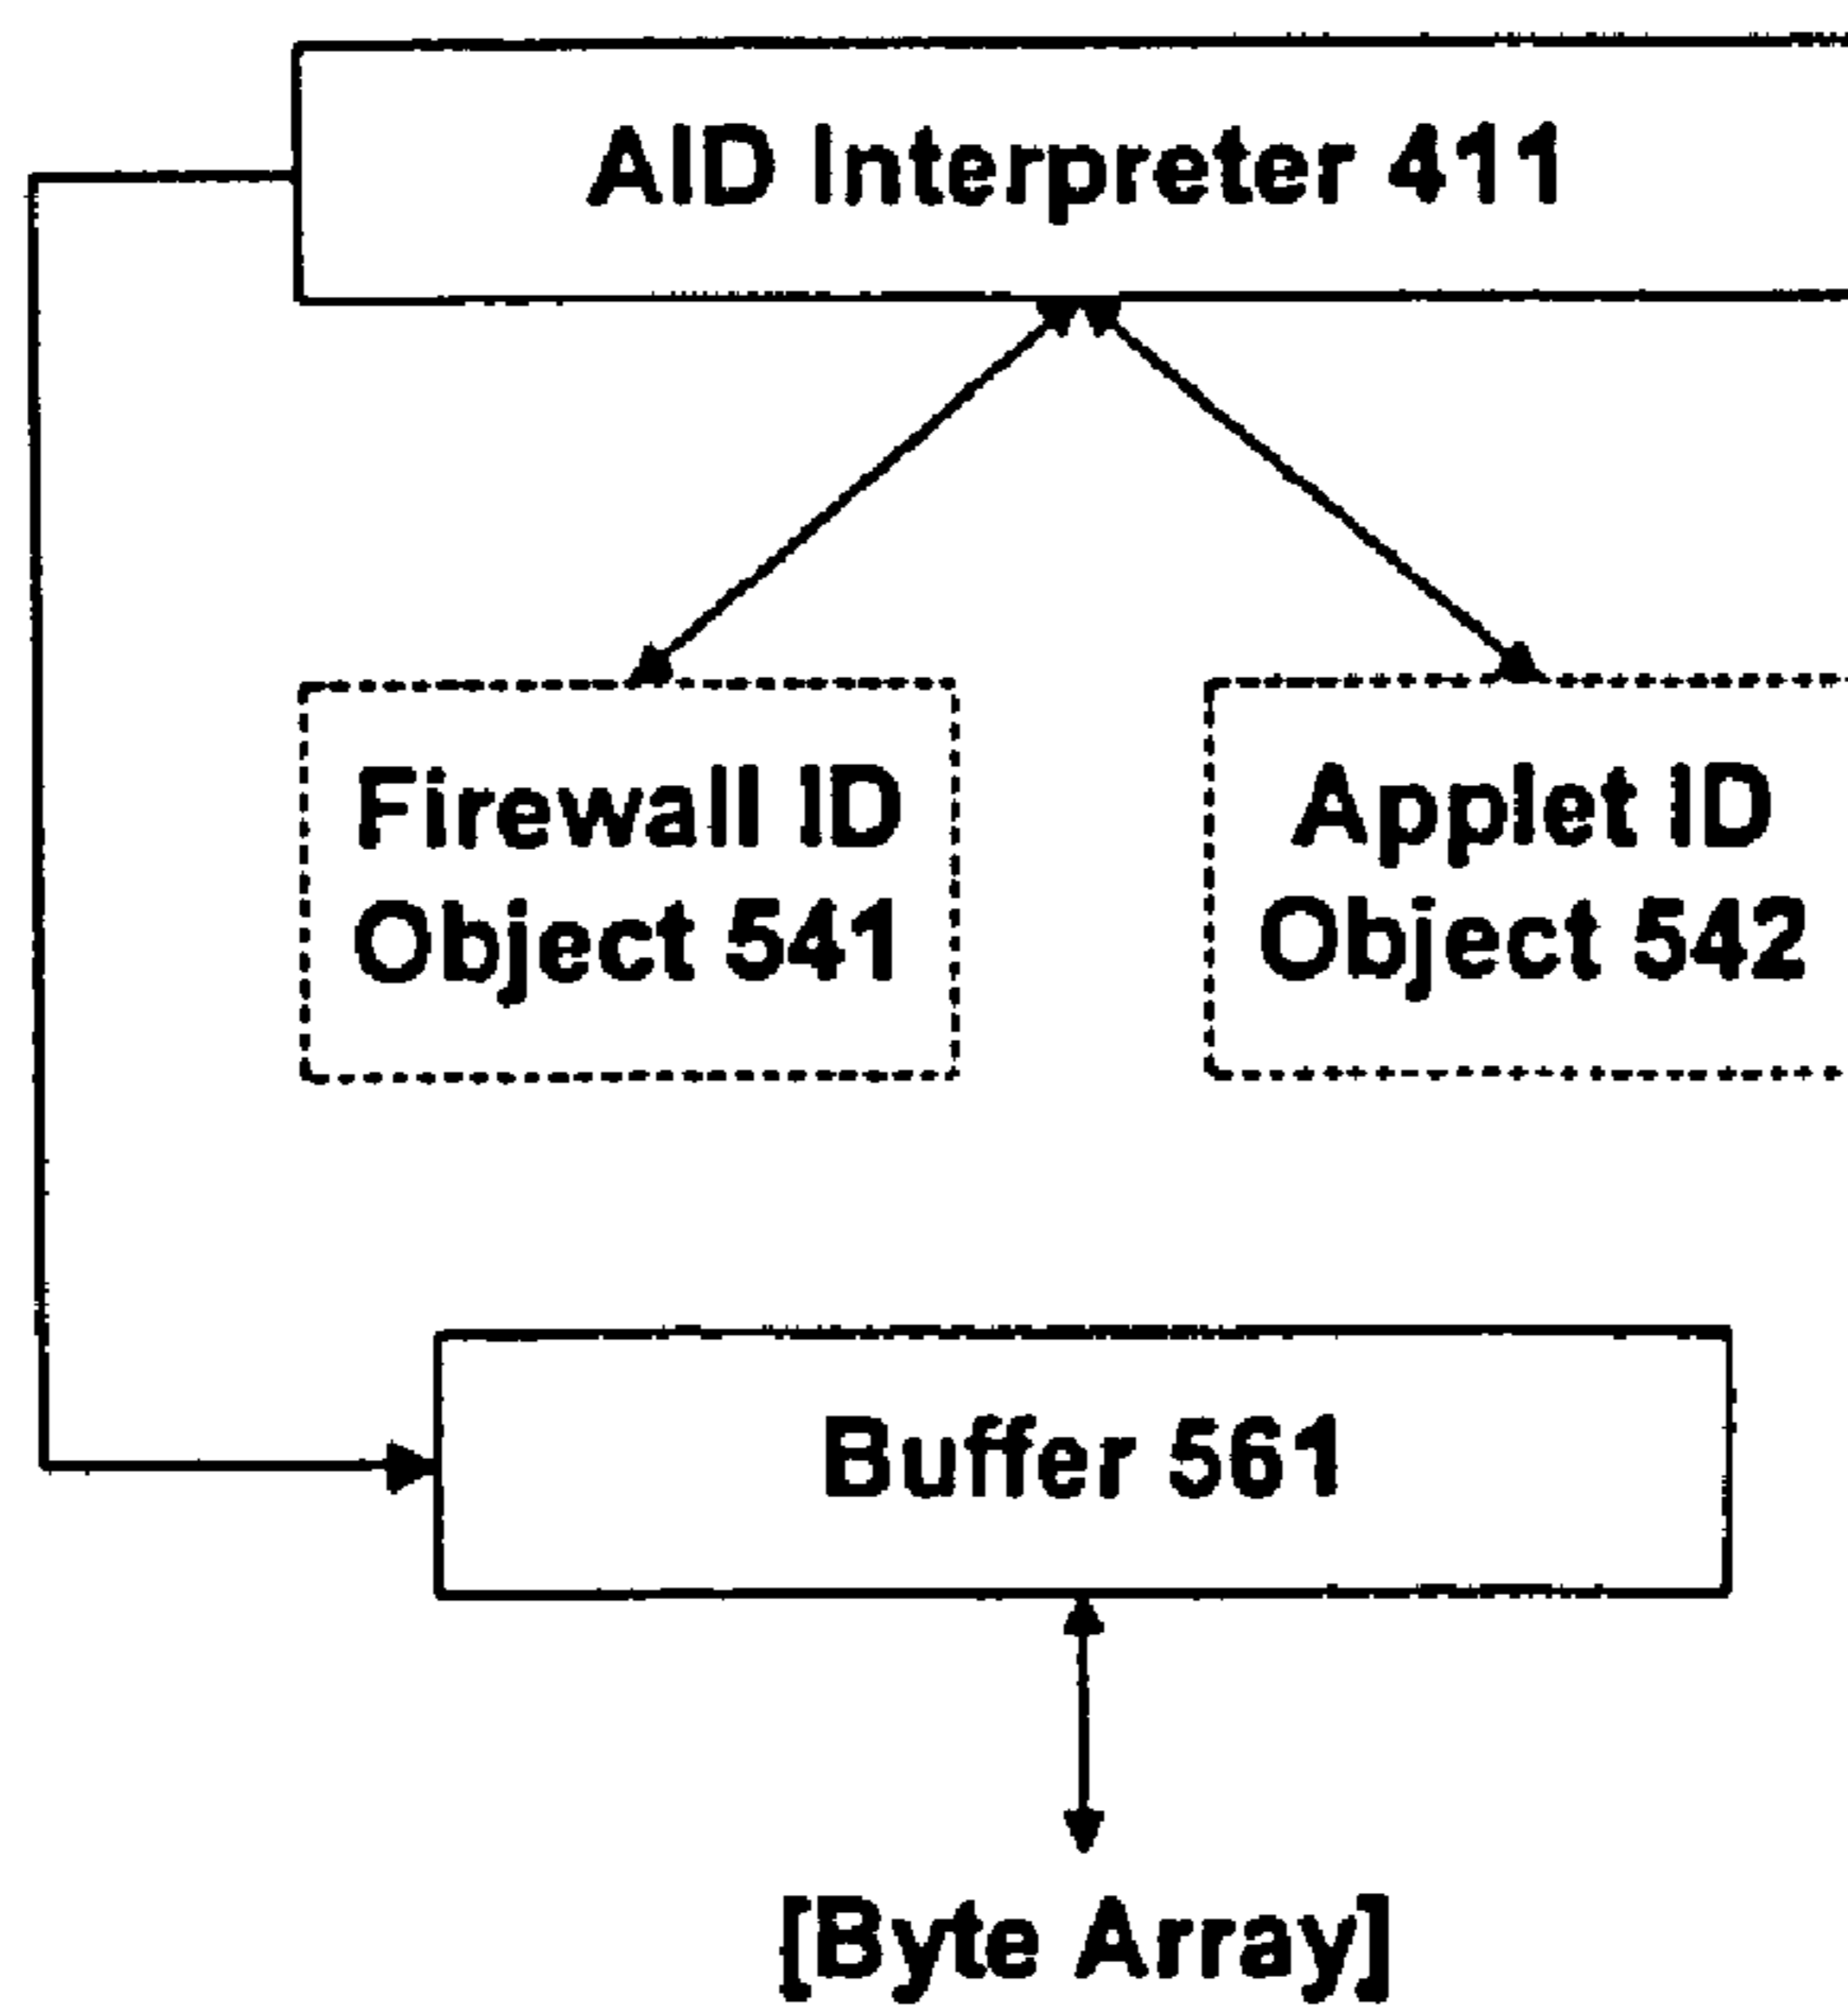 AID Interpreter 411
Firewall ID
Object 541
Applet ID
Object 542
Buffer 561
[Byte Array]